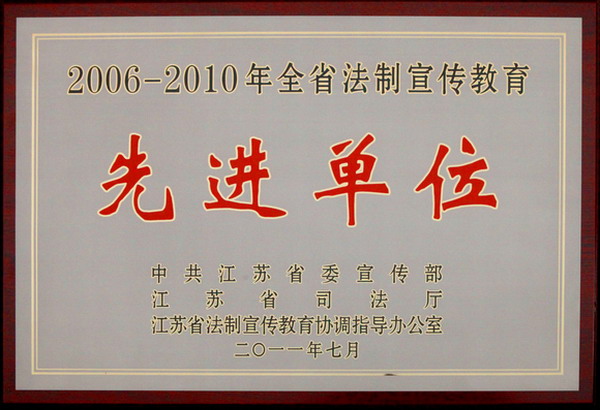 2006-2010年全省法制宣传教育
先进单位
中共江苏省委宣传部
江苏省司法厅
江苏省法制宣传教育协调指导办公室
二〇一一年七月